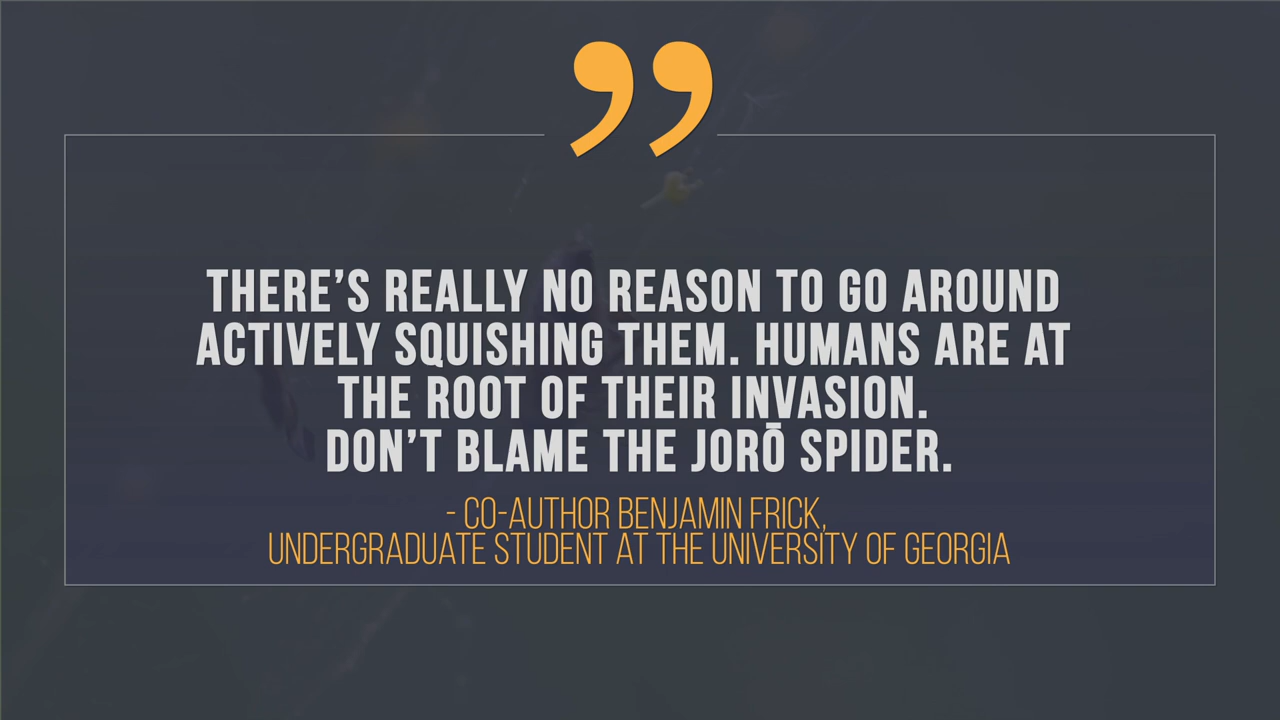 ”
THERE’S REALLY NO REASON TO GO AROUND
ACTIVELY SQUISHING THEM. HUMANS ARE AT
THE ROOT OF THEIR INVASION.
DON’T BLAME THE JORŌ SPIDER.
- CO-AUTHOR BENJAMIN FRICK,
UNDERGRADUATE STUDENT AT THE UNIVERSITY OF GEORGIA